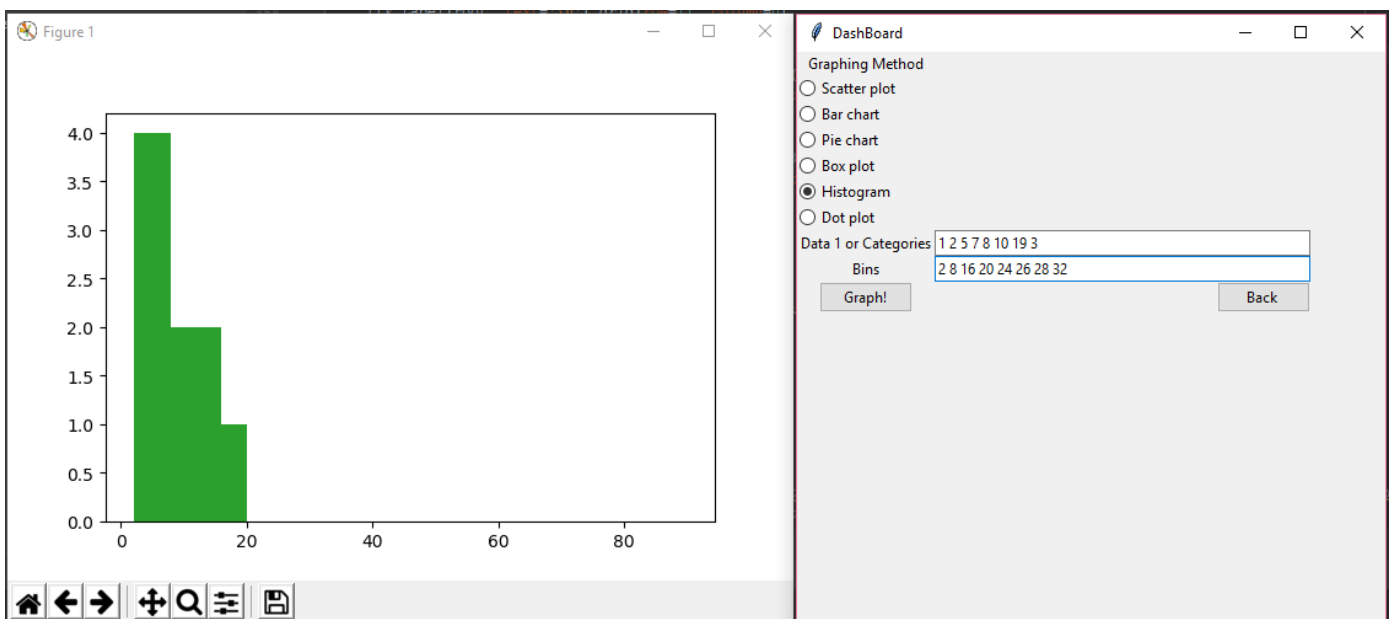 Figure 1
4.0
3.5
3.0
2.5
2.0
1.5
1.0
0.5
0.0
0 20 40 60 80
DashBoard
Graphing Method
Scatter plot
Bar chart
Pie chart
Box plot
Histogram
Dot plot
Data 1 or Categories 1 2 5 7 8 10 19 3
Bins 2 8 16 20 24 26 28 32
Graph! Back